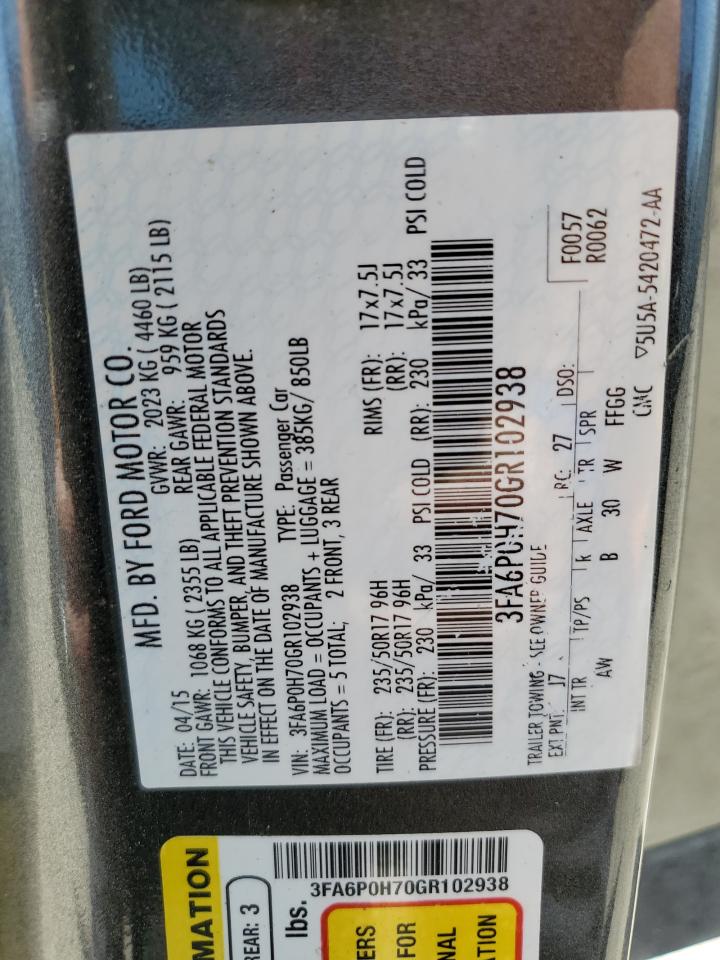 MFD. BY FORD MOTOR CO.
DATE: 04/15 GVWR: 2023 KG ( 4460 LB)
FRONT GAWR: 1068 KG ( 2355 LB) REAR GAWR: 959 KG ( 2115 LB)
THIS VEHICLE CONFORMS TO ALL APPLICABLE FEDERAL MOTOR
VEHICLE SAFETY, BUMPER, AND THEFT PREVENTION STANDARDS
IN EFFECT ON THE DATE OF MANUFACTURE SHOWN ABOVE.
VIN: 3FA6P0H70GR102938 TYPE: Passenger Car
MAXIMUM LOAD = OCCUPANTS + LUGGAGE = 385KG/ 850LB
OCCUPANTS = 5 TOTAL; 2 FRONT, 3 REAR
TIRE (FR): 235/50R17 96H RIMS (FR): 17x7.5J
(RR): 235/50R17 96H (RR): 17x7.5J
PRESSURE (FR): 230 kPa/ 33 PSI COLD (RR): 230 kPa/ 33 PSI COLD
3FA6P0H70GR102938
TRAILER TOWING - SEE OWNER GUIDE
EXT PNT: J7 RC: 27 DSO: F0057
R0062
INT TR TP/PS R AXLE TR SPR
AW B 30 W FFGG
CMC ▽5U5A-5420472-AA
MATION
REAR: 3
lbs.
3FA6P0H70GR102938
ERS
FOR
NAL
ATION